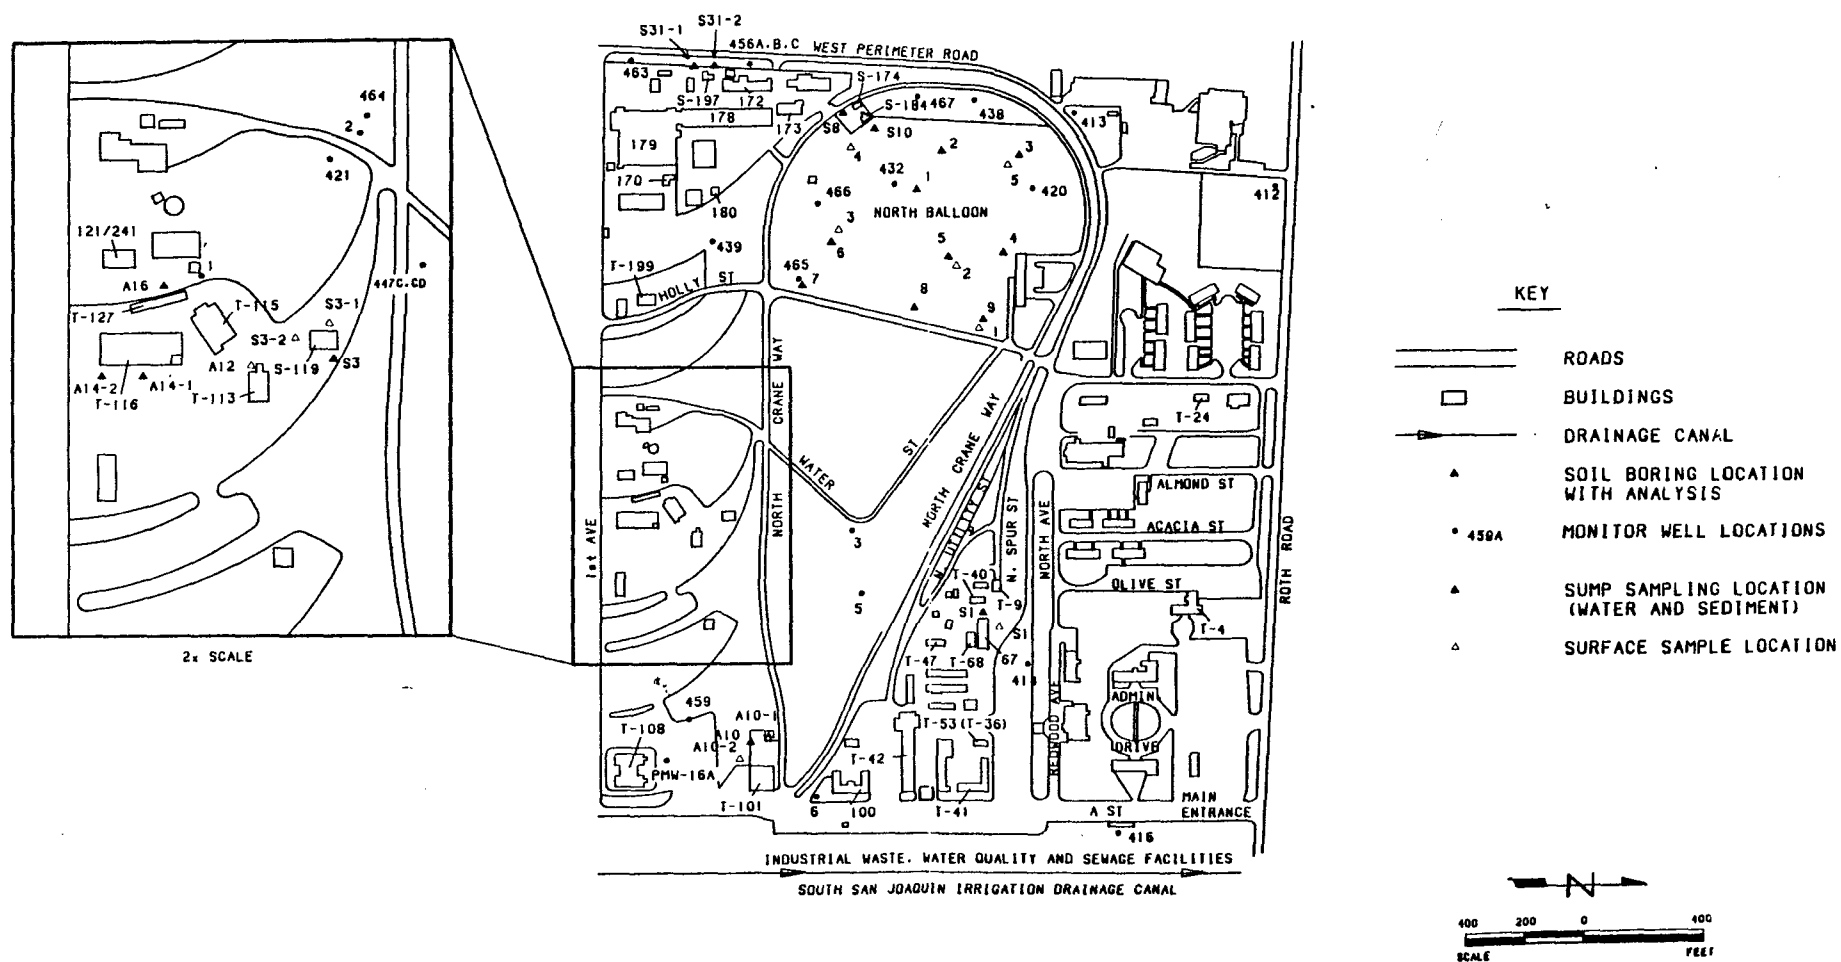 S31-1
S31-2
456A.B.C
WEST PERIMETER ROAD
463
S-197
172
S-174
S-184
467
438
413
178
173
S8
S10
179
4
2
3
5
412
170
432
1
420
466
180
NORTH BALLOON
3
439
6
5
4
2
T-199
HOLLY ST
465
7
8
9
1
464
2
421
121/241
1
A16
T-127
T-115
447C.CD
S3-1
S3-2
A12
S-119
S3
A14-2
A14-1
T-116
T-113
2x SCALE
NORTH CRANE WAY
WATER ST
NORTH CRANE WAY
N. UTILITY ST
N. SPUR ST
NORTH AVE
1st AVE
T-24
ALMOND ST
ACACIA ST
OLIVE ST
ROTH ROAD
3
5
T-40
T-9
S1
S1
T-4
T-47
T-68
67
REDWOOD AVE
ADMIN
DRIVE
459
T-108
A10-1
A10
A10-2
PMW-16A
T-101
T-53(T-36)
T-42
6
100
T-41
A ST
MAIN
ENTRANCE
416
INDUSTRIAL WASTE. WATER QUALITY AND SEWAGE FACILITIES
SOUTH SAN JOAQUIN IRRIGATION DRAINAGE CANAL
KEY
ROADS
BUILDINGS
DRAINAGE CANAL
SOIL BORING LOCATION
WITH ANALYSIS
459A
MONITOR WELL LOCATIONS
SUMP SAMPLING LOCATION
(WATER AND SEDIMENT)
SURFACE SAMPLE LOCATION
N
400 200 0 400
SCALE FEET